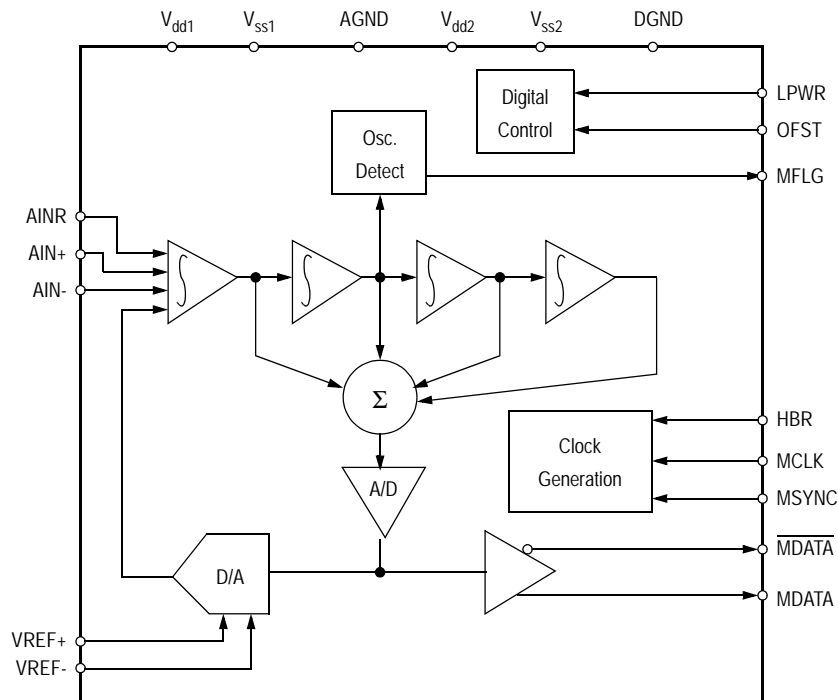 Vdd1 Vss1 AGND Vdd2 Vss2 DGND
Digital
Control
LPWR
OFST
Osc.
Detect
MFLG
AINR
AIN+
AIN-
∫ ∫ ∫ ∫
Σ
HBR
Clock
Generation
MCLK
MSYNC
A/D
MDATA
D/A
MDATA
VREF+
VREF-